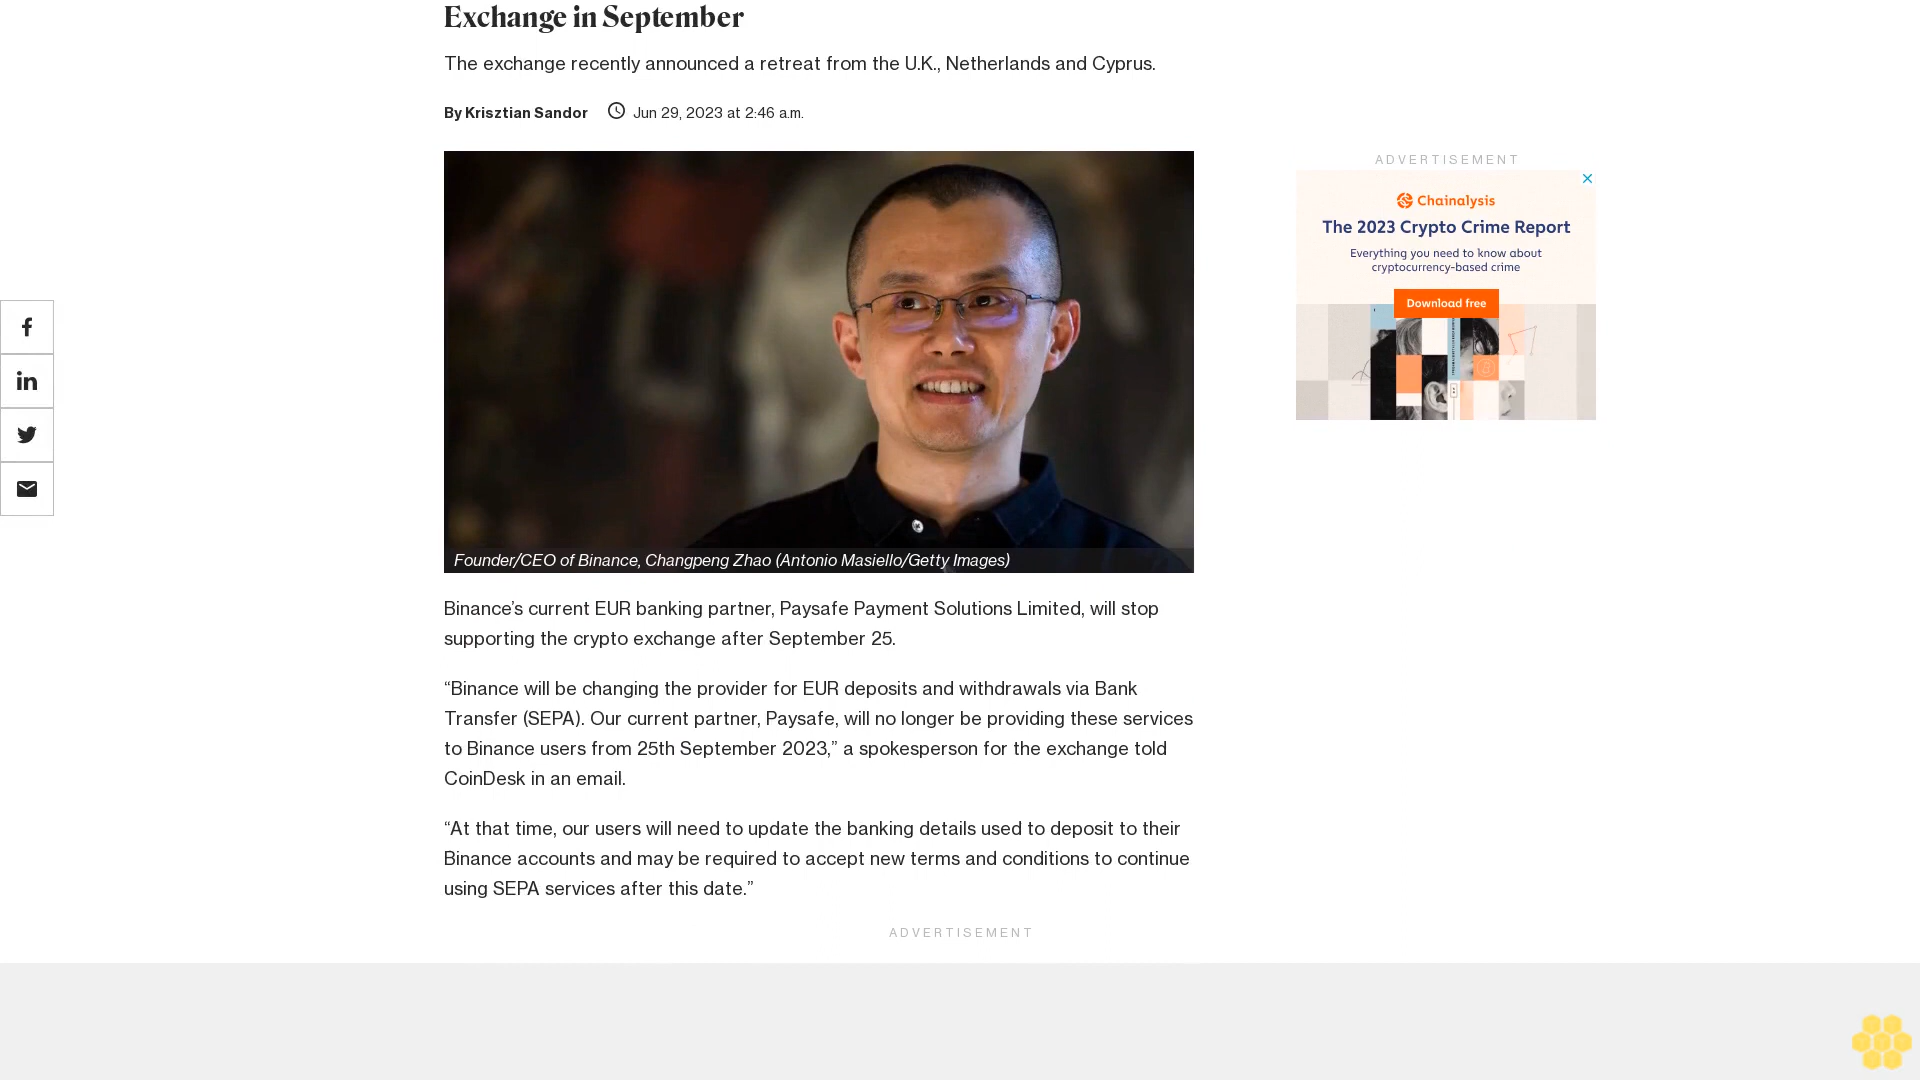 Exchange in September
The exchange recently announced a retreat from the U.K., Netherlands and Cyprus.
By Krisztian Sandor Jun 29, 2023 at 2:46 a.m.
ADVERTISEMENT
Chainalysis
The 2023 Crypto Crime Report
Everything you need to know about
cryptocurrency-based crime
Download free
Founder/CEO of Binance, Changpeng Zhao (Antonio Masiello/Getty Images)
Binance’s current EUR banking partner, Paysafe Payment Solutions Limited, will stop
supporting the crypto exchange after September 25.
“Binance will be changing the provider for EUR deposits and withdrawals via Bank
Transfer (SEPA). Our current partner, Paysafe, will no longer be providing these services
to Binance users from 25th September 2023,” a spokesperson for the exchange told
CoinDesk in an email.
“At that time, our users will need to update the banking details used to deposit to their
Binance accounts and may be required to accept new terms and conditions to continue
using SEPA services after this date.”
ADVERTISEMENT